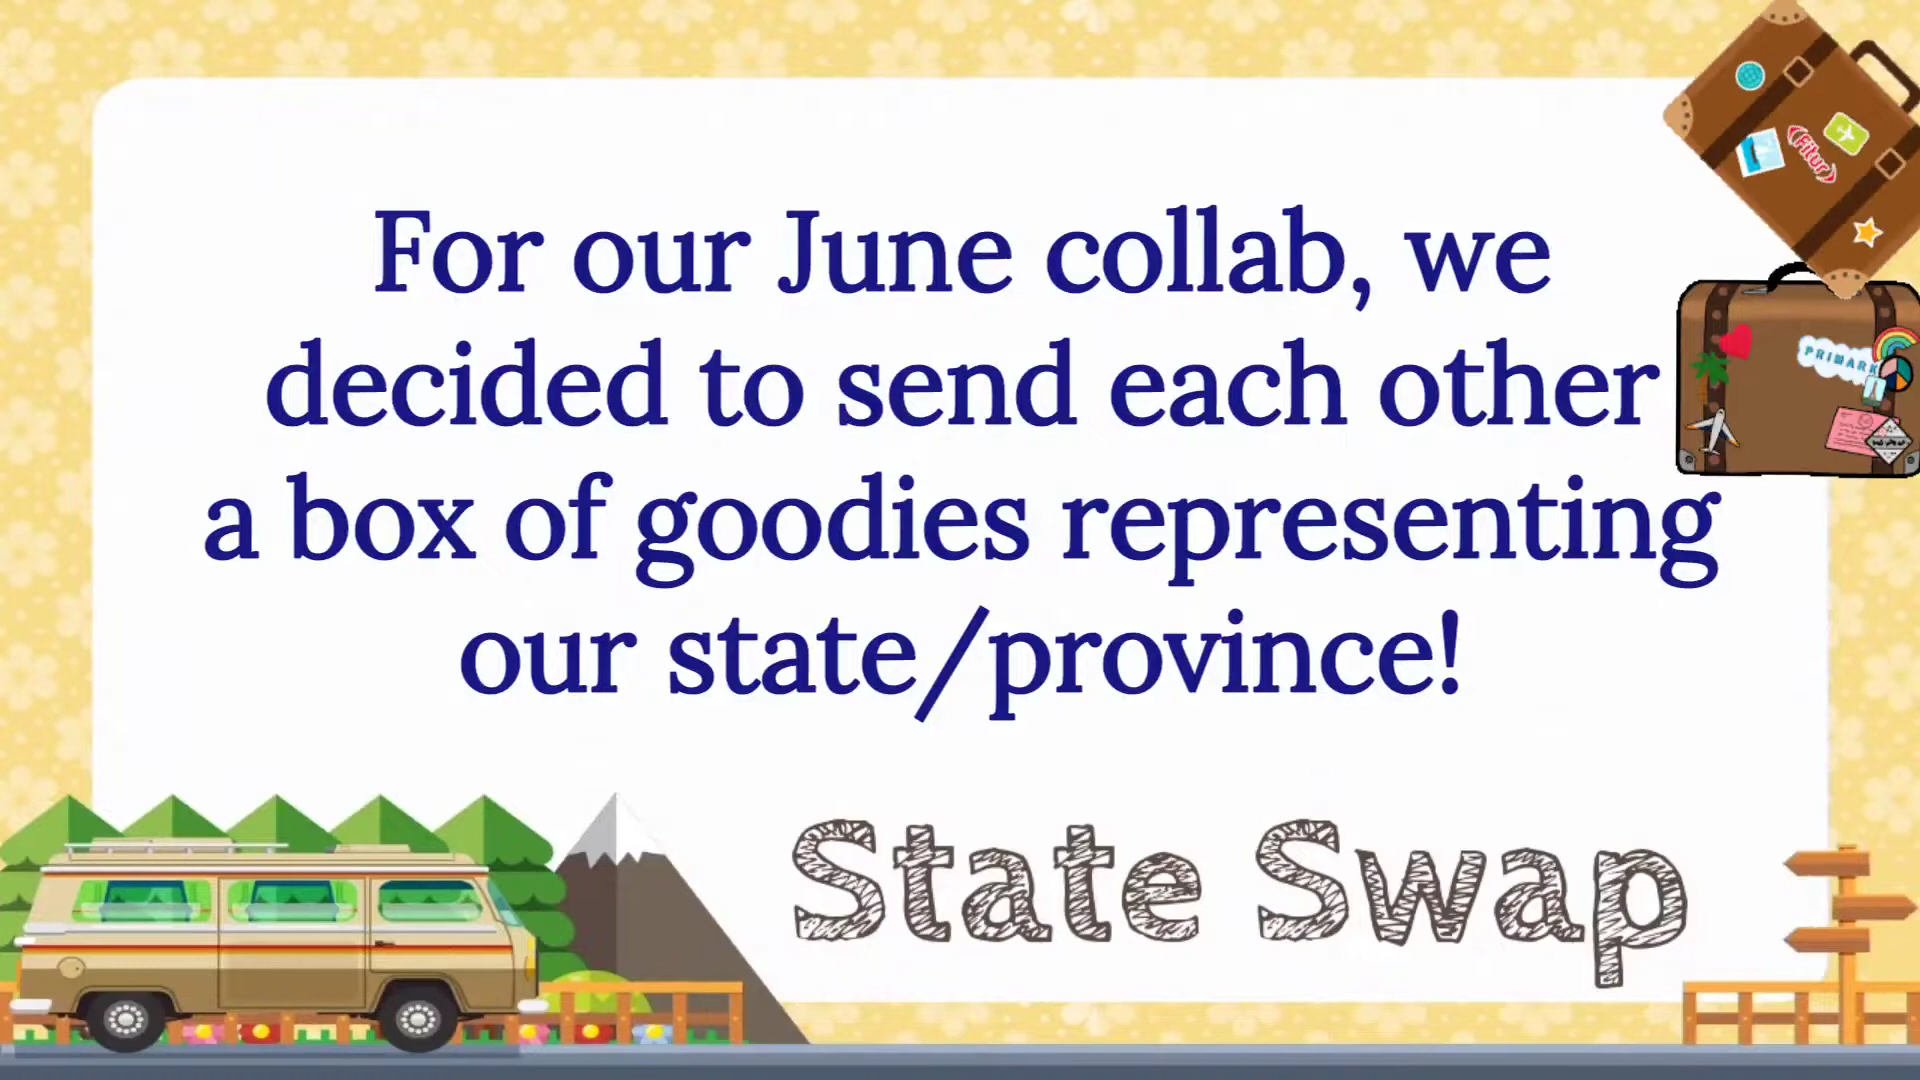 For our June collab, we
decided to send each other
a box of goodies representing
our state/province!
State Swap
Fitur
PRIMARK